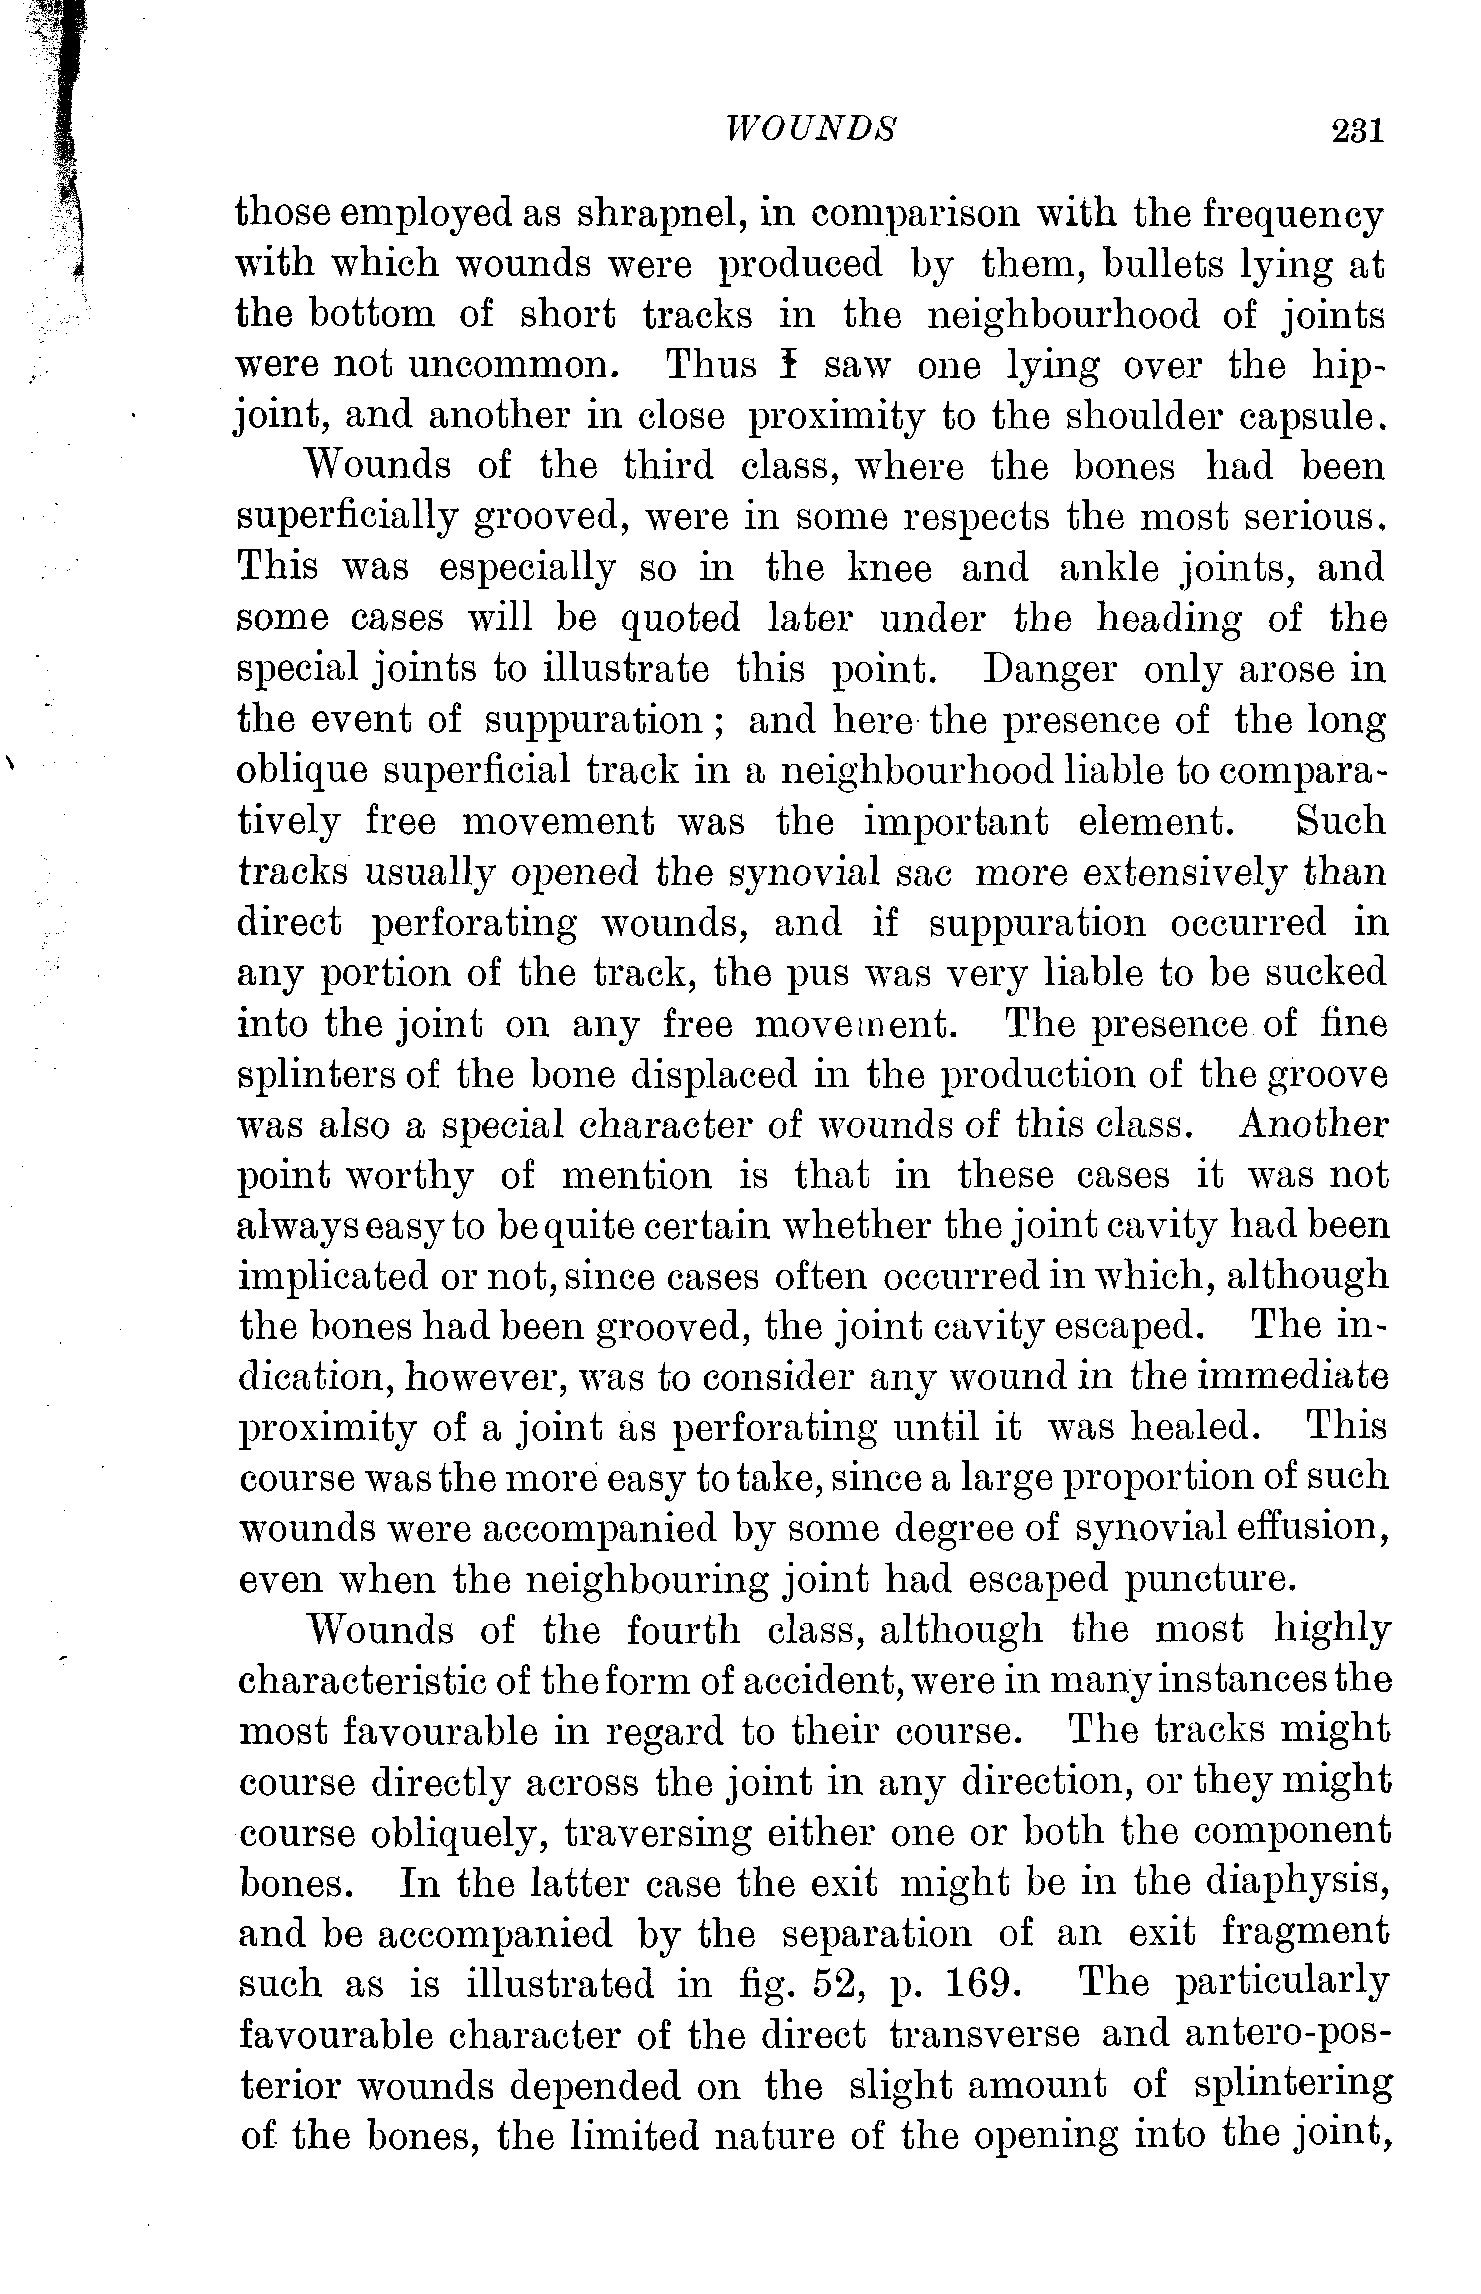 WOUNDS 231
those employed as shrapnel, in comparison with the frequency
with which wounds were produced by them, bullets lying at
the bottom of short tracks in the neighbourhood of joints
were not uncommon. Thus I saw one lying over the hip-
joint, and another in close proximity to the shoulder capsule.
Wounds of the third class, where the bones had been
superficially grooved, were in some respects the most serious.
This was especially so in the knee and ankle joints, and
some cases will be quoted later under the heading of the
special joints to illustrate this point. Danger only arose in
the event of suppuration ; and here the presence of the long
oblique superficial track in a neighbourhood liable to compara-
tively free movement was the important element. Such
tracks usually opened the synovial sac more extensively than
direct perforating wounds, and if suppuration occurred in
any portion of the track, the pus was very liable to be sucked
into the joint on any free movement. The presence of fine
splinters of the bone displaced in the production of the groove
was also a special character of wounds of this class. Another
point worthy of mention is that in these cases it was not
always easy to be quite certain whether the joint cavity had been
implicated or not, since cases often occurred in which, although
the bones had been grooved, the joint cavity escaped. The in-
dication, however, was to consider any wound in the immediate
proximity of a joint as perforating until it was healed. This
course was the more easy to take, since a large proportion of such
wounds were accompanied by some degree of synovial effusion,
even when the neighbouring joint had escaped puncture.
Wounds of the fourth class, although the most highly
characteristic of the form of accident, were in many instances the
most favourable in regard to their course. The tracks might
course directly across the joint in any direction, or they might
course obliquely, traversing either one or both the component
bones. In the latter case the exit might be in the diaphysis,
and be accompanied by the separation of an exit fragment
such as is illustrated in fig. 52, p. 169. The particularly
favourable character of the direct transverse and antero-pos-
terior wounds depended on the slight amount of splintering
of the bones, the limited nature of the opening into the joint,